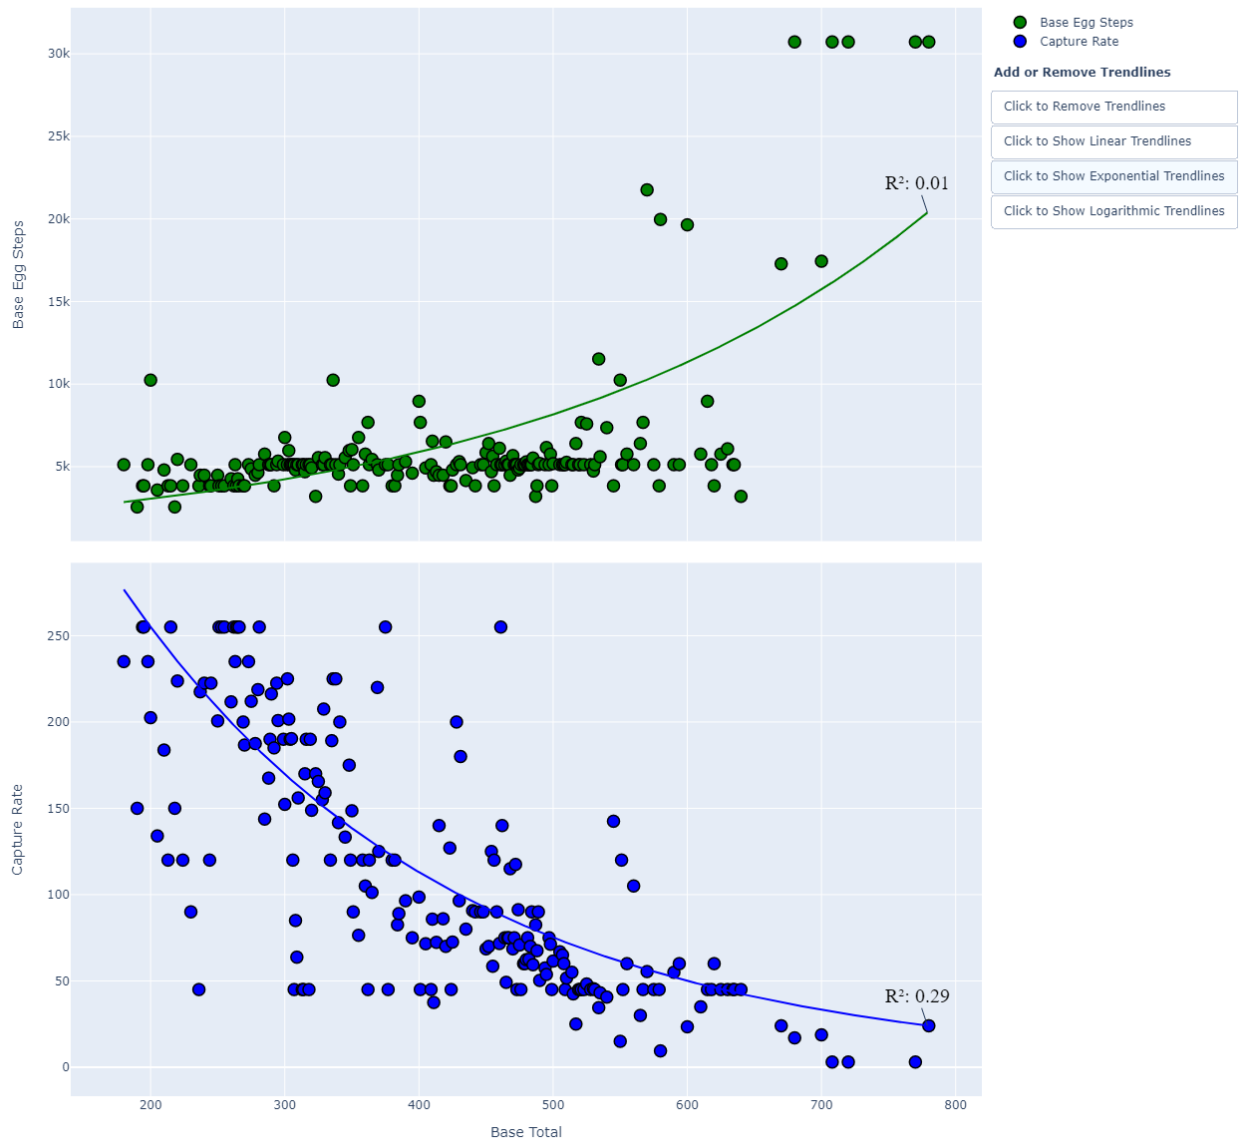 Base Egg Steps
Capture Rate
Add or Remove Trendlines
Click to Remove Trendlines
Click to Show Linear Trendlines
Click to Show Exponential Trendlines
Click to Show Logarithmic Trendlines
30k
25k
20k
15k
10k
5k
Base Egg Steps
R²: 0.01
250
200
150
100
50
0
Capture Rate
R²: 0.29
200
300
400
500
600
700
800
Base Total